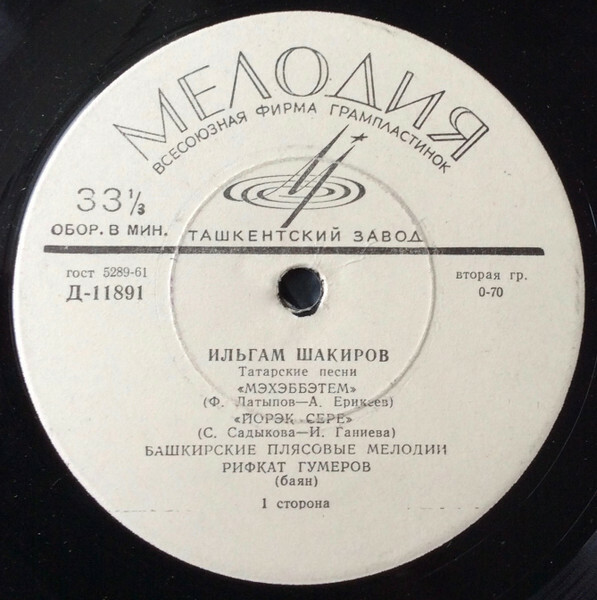 МЕЛОДИЯ
ВСЕСОЮЗНАЯ ФИРМА ГРАМПЛАСТИНОК
33⅓
ОБОР. В МИН.
ТАШКЕНТСКИЙ ЗАВОД
гост 5289-61
Д-11891
вторая гр.
0-70
ИЛЬГАМ ШАКИРОВ
Татарские песни
«МЭХЭББЭТЕМ»
(Ф. Латыпов—А. Ерикеев)
«ЙОРЭК СЕРЕ»
(С. Садыкова—И. Ганиева)
БАШКИРСКИЕ ПЛЯСОВЫЕ МЕЛОДИИ
РИФКАТ ГУМЕРОВ
(баян)
1 сторона